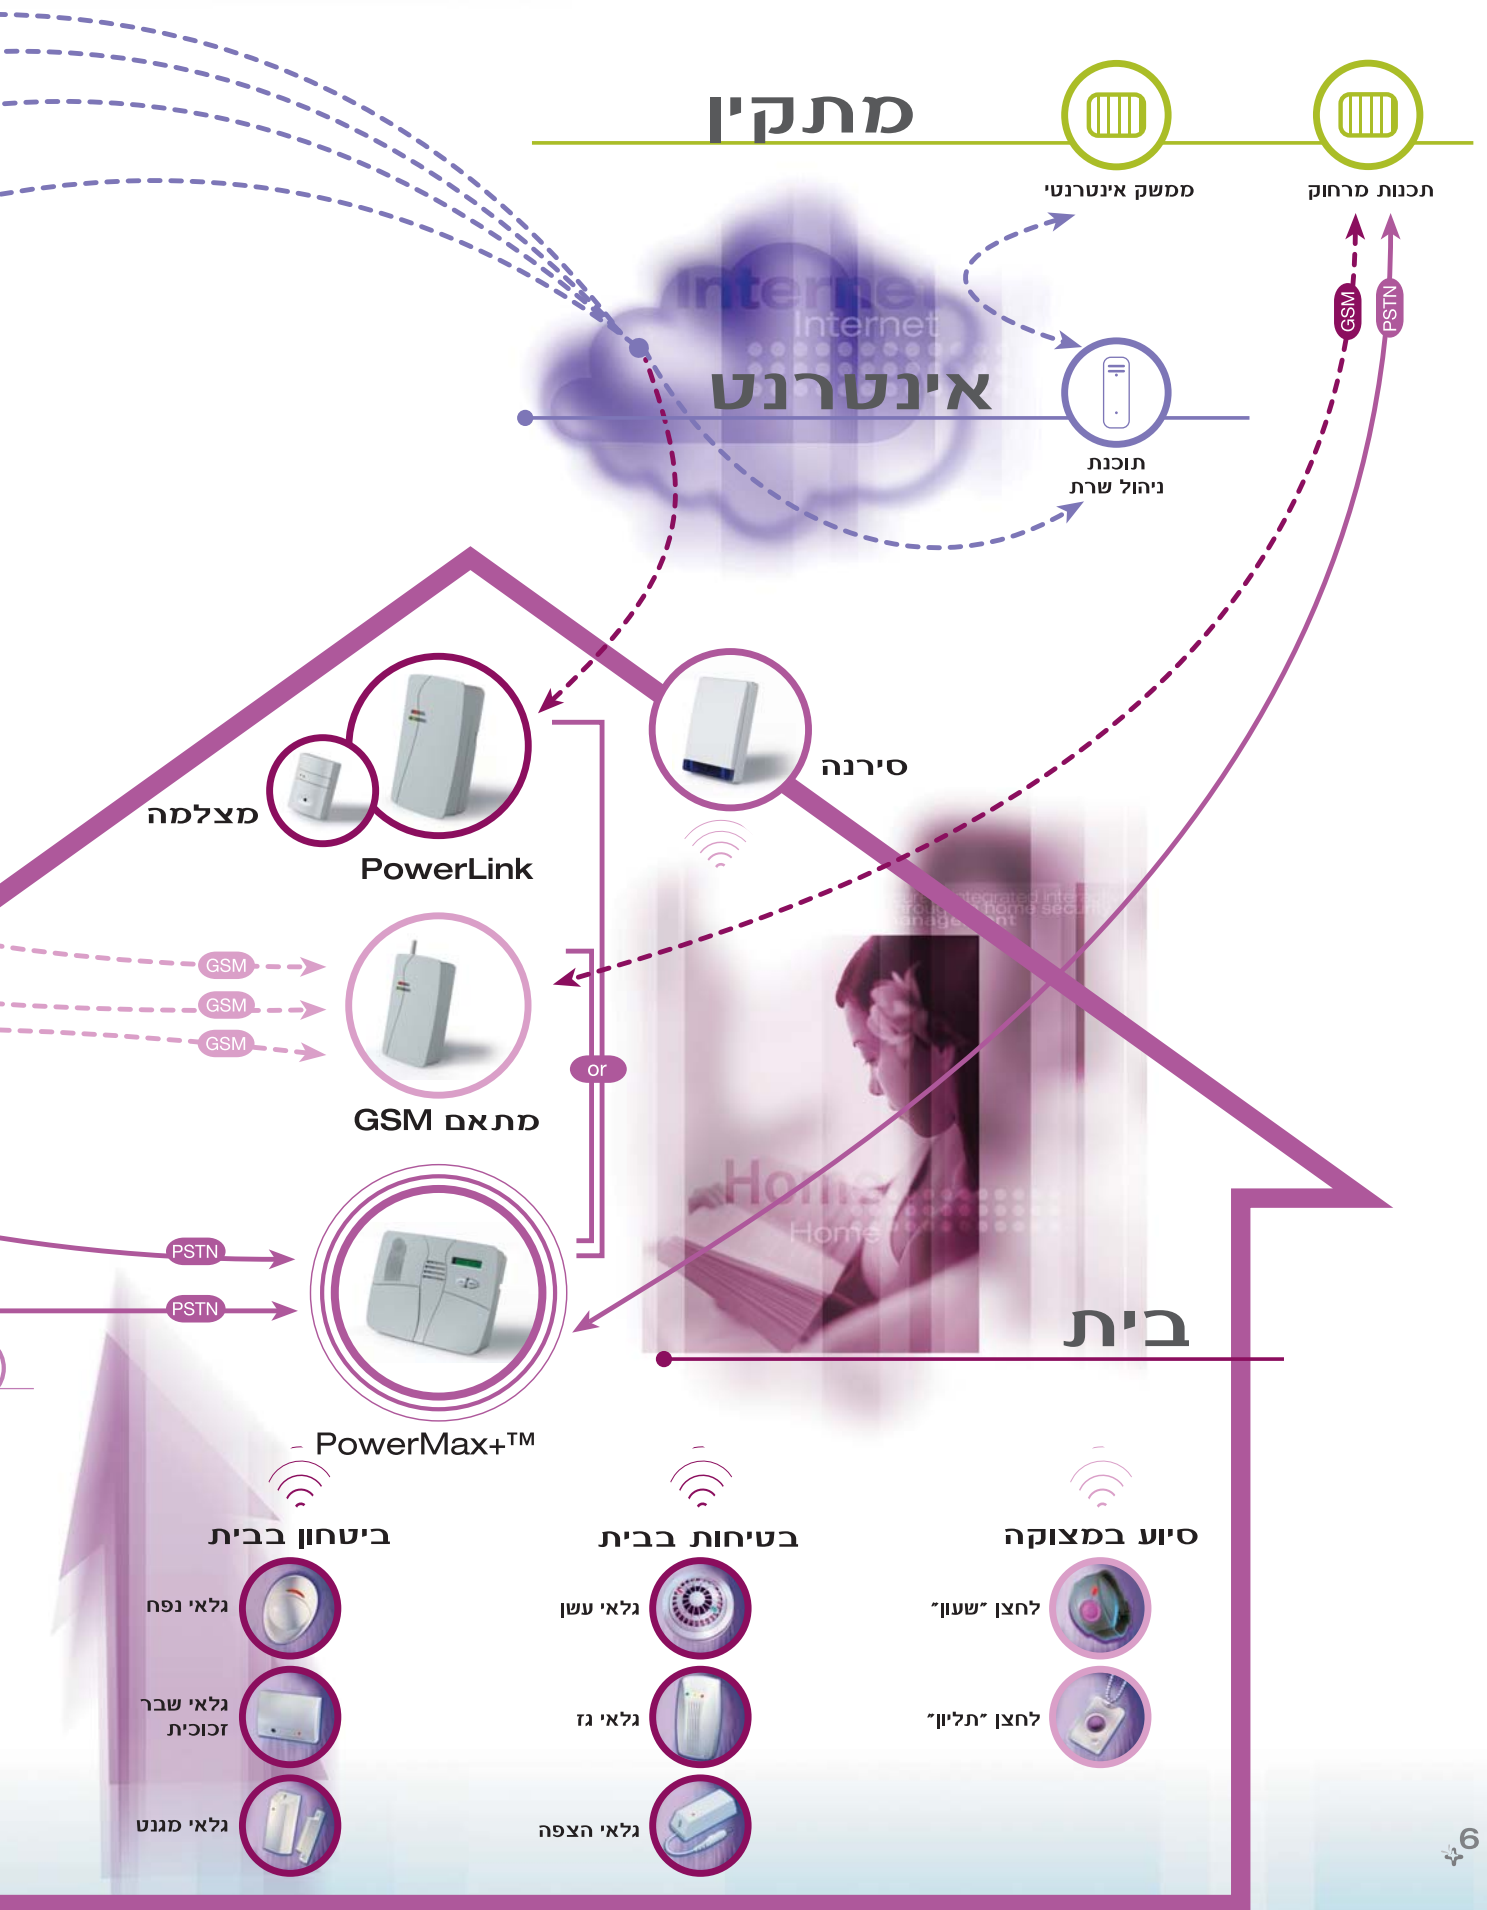 מתקין
ממשק אינטרנטי
תכנות מרחוק
Internet
Internet
GSM
PSTN
אינטרנט
תוכנת
ניהול שרת
סירנה
מצלמה
PowerLink
GSM
GSM
GSM
or
מתאם GSM
Home
Home
PSTN
PSTN
בית
PowerMax+™
סיוע במצוקה
לחצן ״שעון״
לחצן ״תליון״
בטיחות בבית
גלאי עשן
גלאי גז
גלאי הצפה
ביטחון בבית
גלאי נפח
גלאי שבר
זכוכית
גלאי מגנט
6